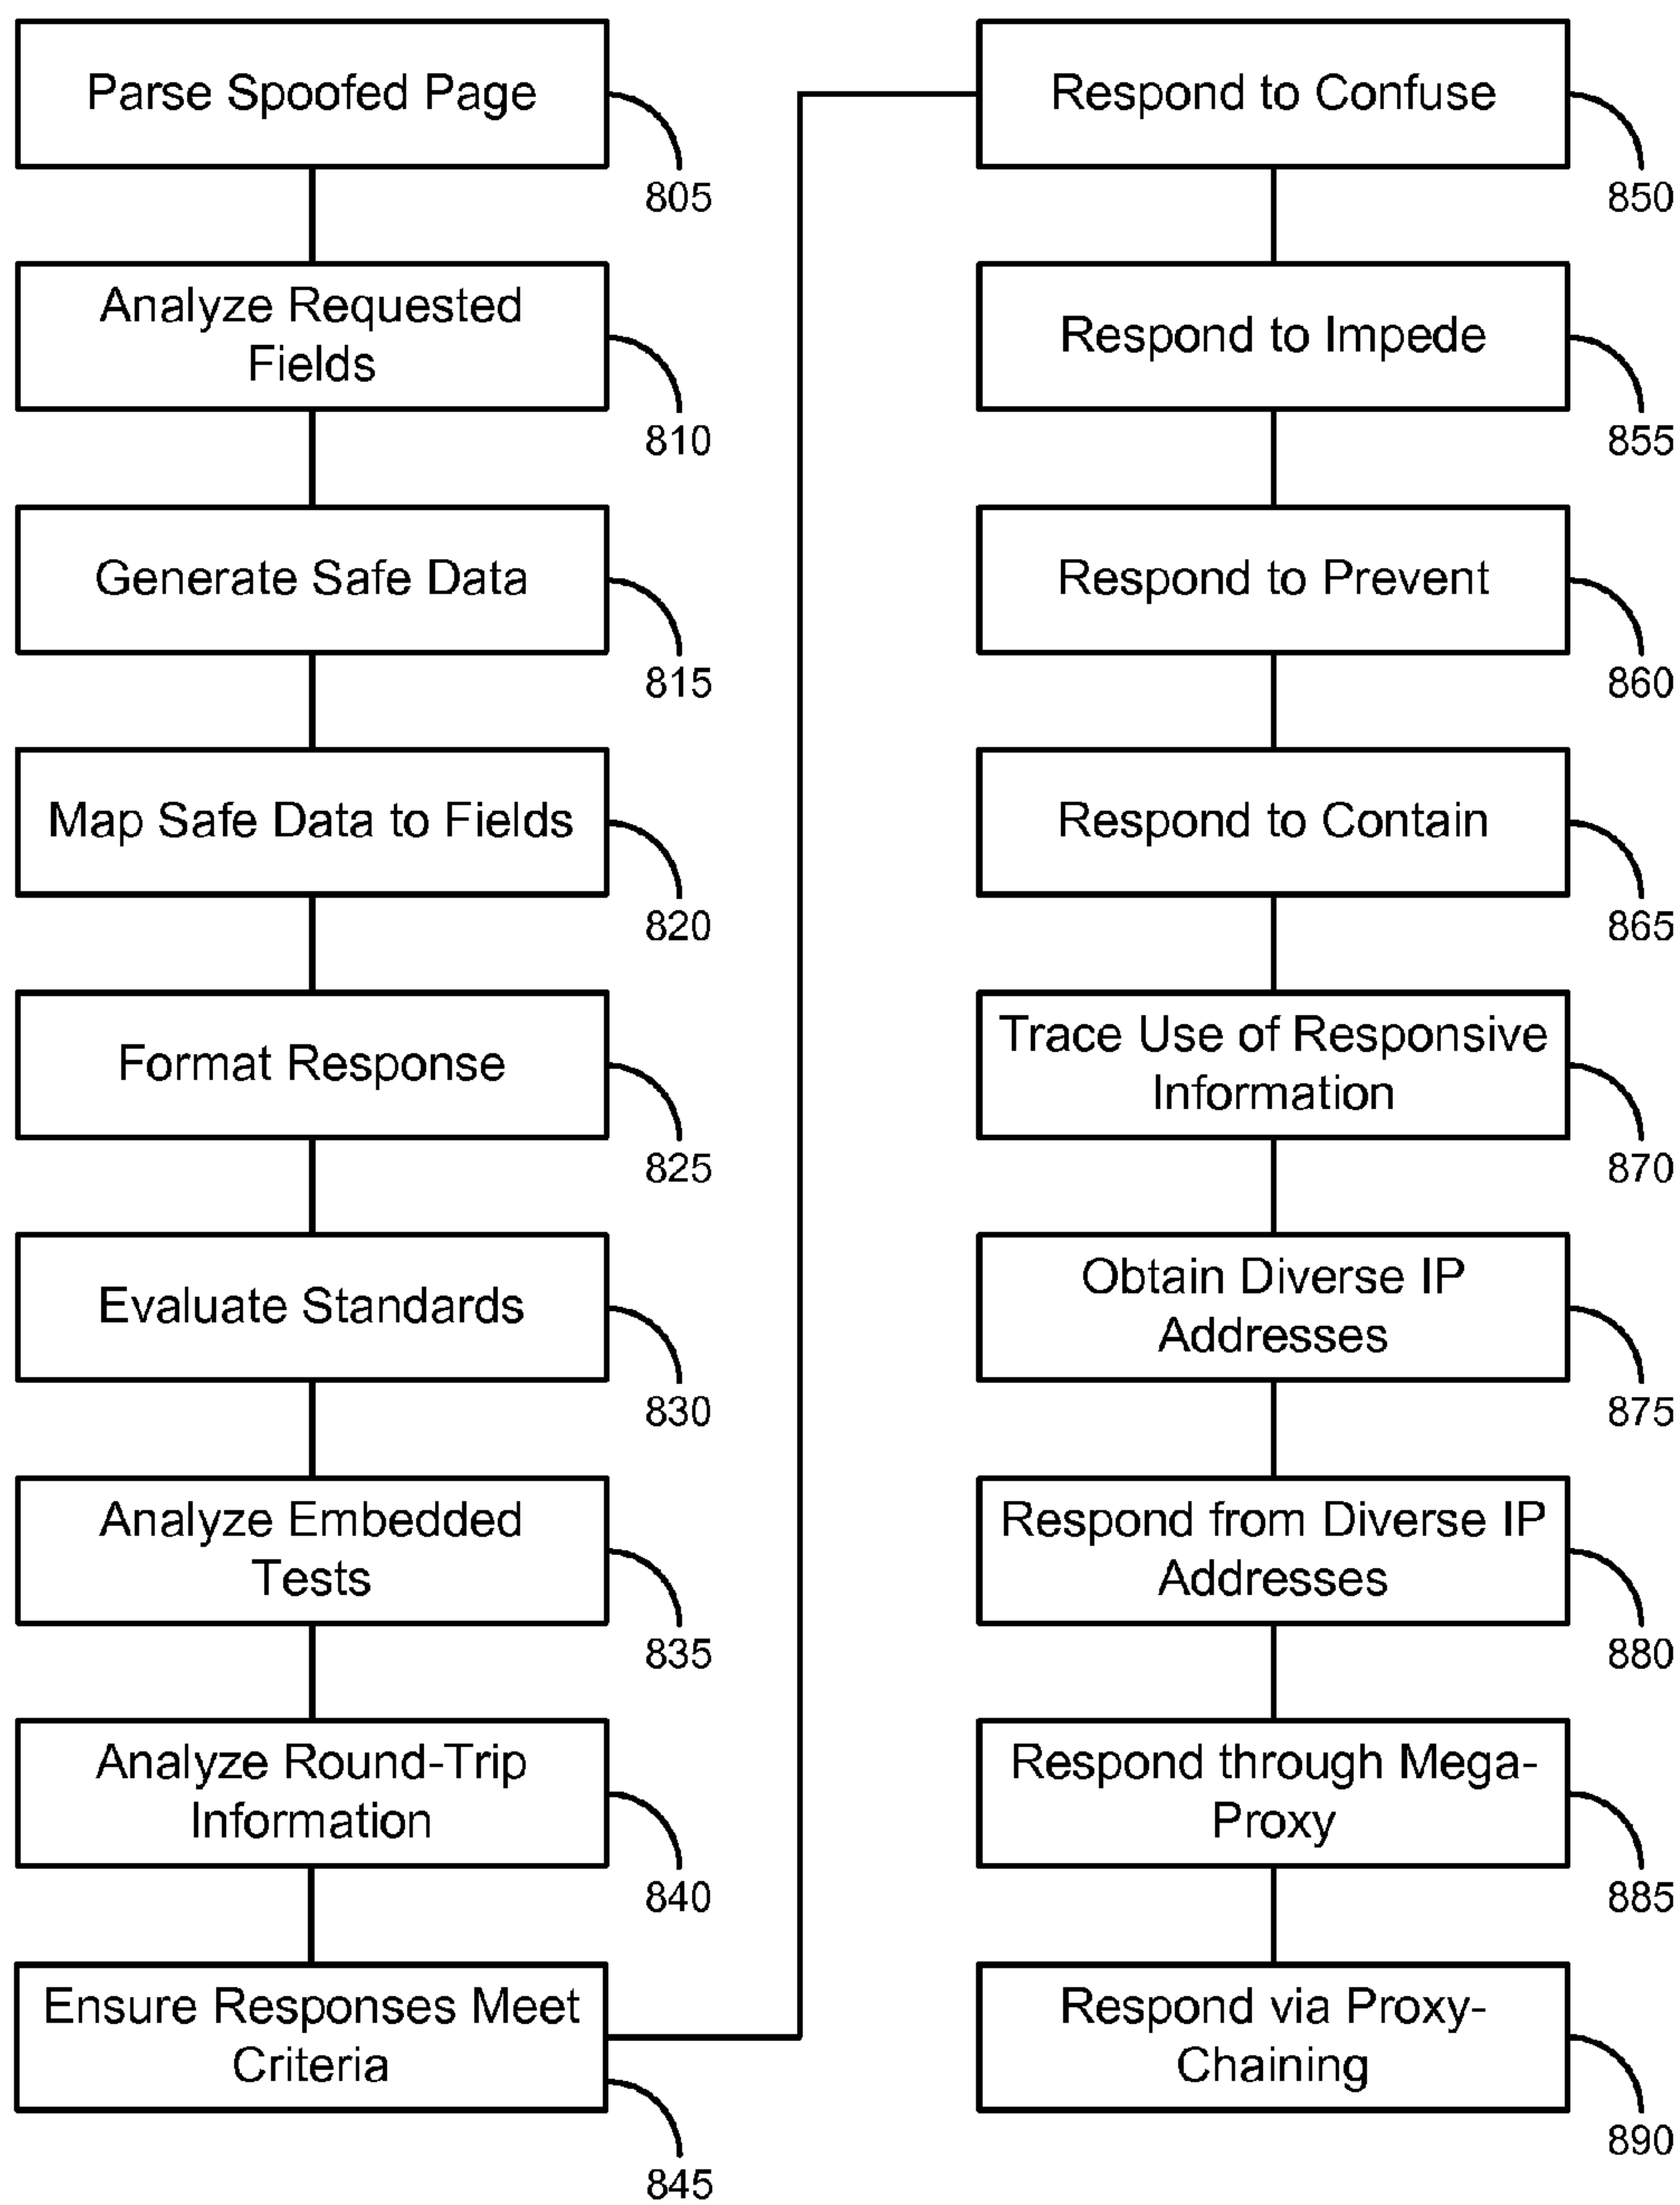 Parse Spoofed Page
805
Analyze Requested
Fields
810
Generate Safe Data
815
Map Safe Data to Fields
820
Format Response
825
Evaluate Standards
830
Analyze Embedded
Tests
835
Analyze Round-Trip
Information
840
Ensure Responses Meet
Criteria
845
Respond to Confuse
850
Respond to Impede
855
Respond to Prevent
860
Respond to Contain
865
Trace Use of Responsive
Information
870
Obtain Diverse IP
Addresses
875
Respond from Diverse IP
Addresses
880
Respond through Mega-
Proxy
885
Respond via Proxy-
Chaining
890